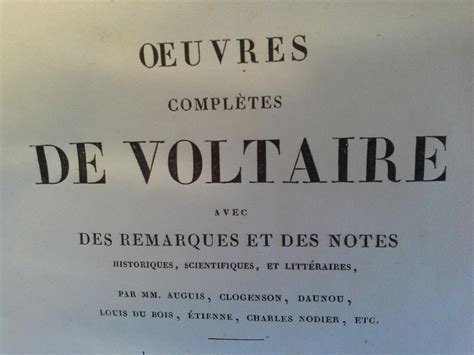 OEUVRES
COMPLÈTES
DE VOLTAIRE
AVEC
DES REMARQUES ET DES NOTES
HISTORIQUES, SCIENTIFIQUES, ET LITTÉRAIRES,
PAR MM. AUGUIS, CLOGENSON, DAUNOU,
LOUIS DU BOIS, ÉTIENNE, CHARLES NODIER, ETC.